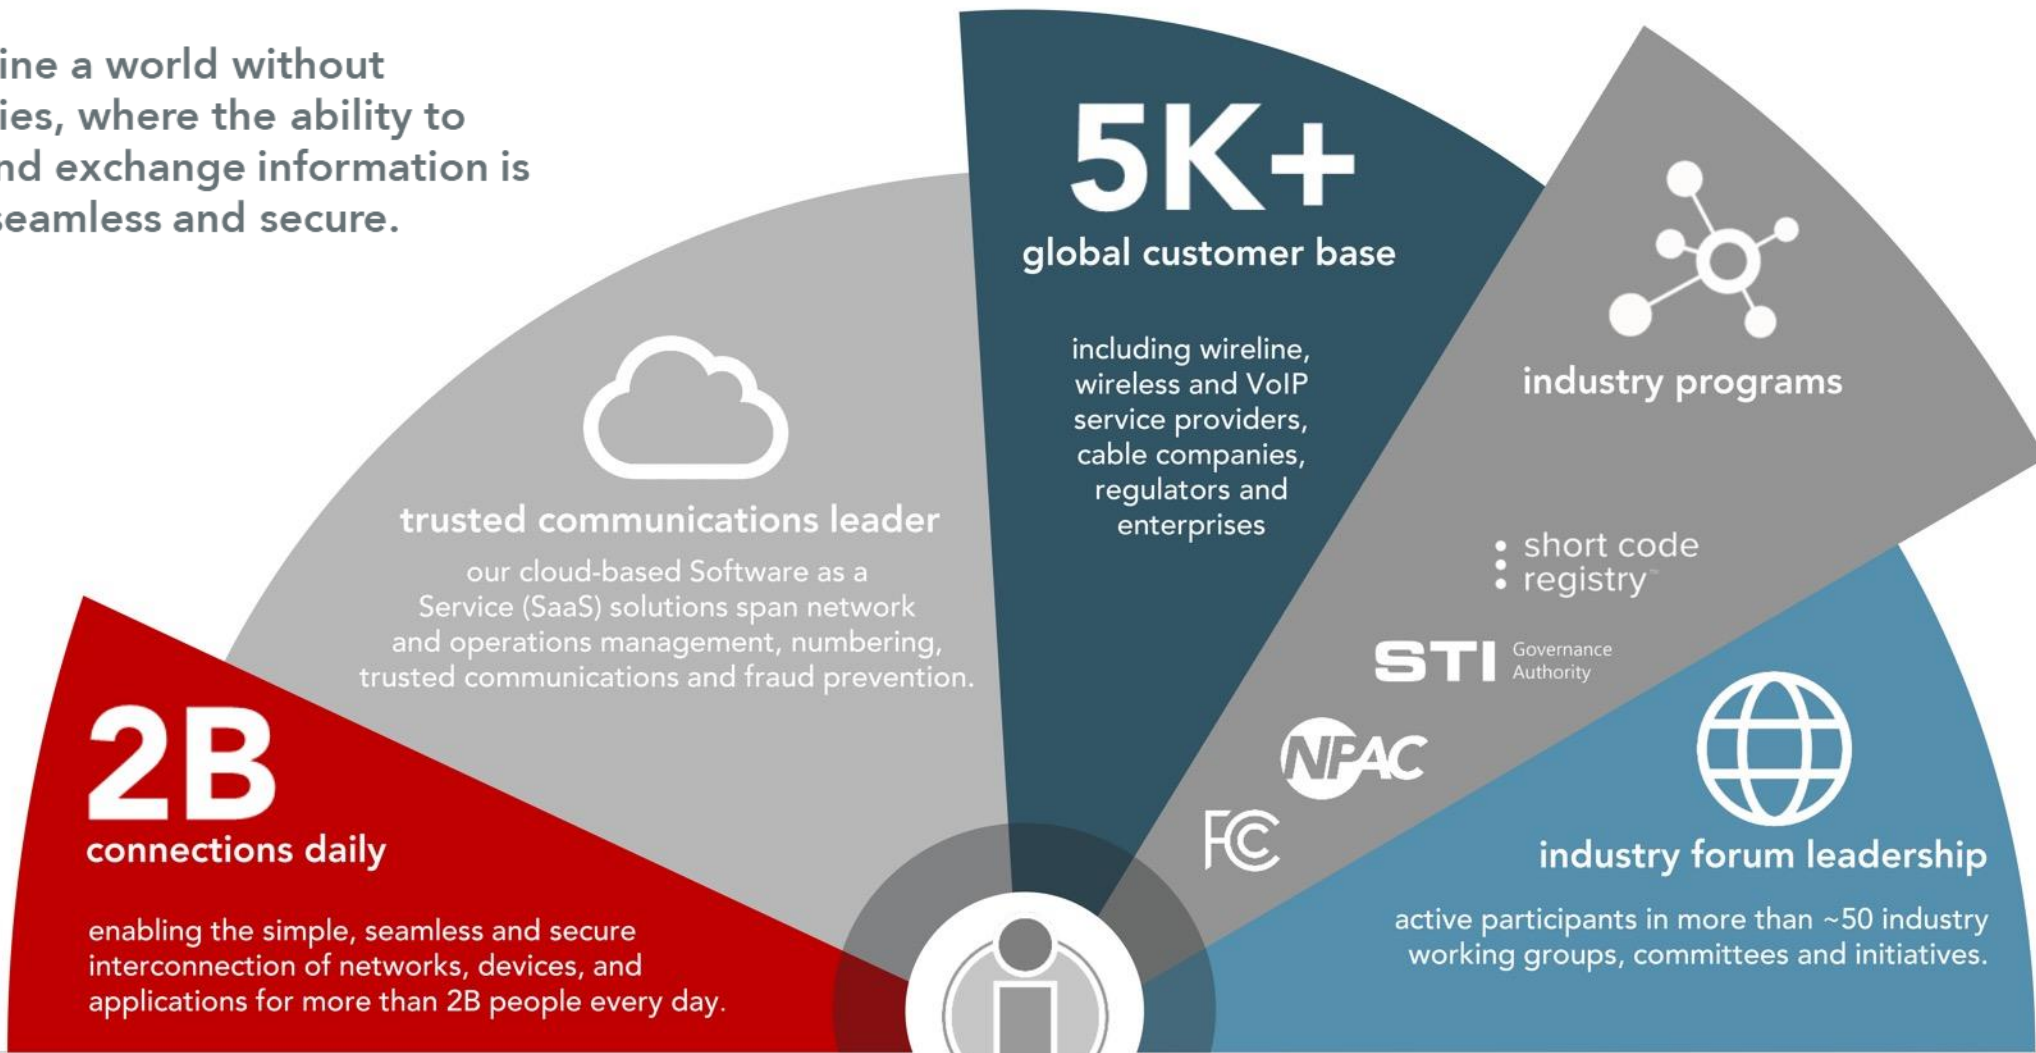 ine a world without
ies, where the ability to
nd exchange information is
seamless and secure.
5K+
global customer base
including wireline,
wireless and VoIP
service providers,
cable companies,
regulators and
enterprises
industry programs
short code
registry™
STI Governance
Authority
NPAC
FCC
trusted communications leader
our cloud-based Software as a
Service (SaaS) solutions span network
and operations management, numbering,
trusted communications and fraud prevention.
2B
connections daily
enabling the simple, seamless and secure
interconnection of networks, devices, and
applications for more than 2B people every day.
industry forum leadership
active participants in more than ~50 industry
working groups, committees and initiatives.